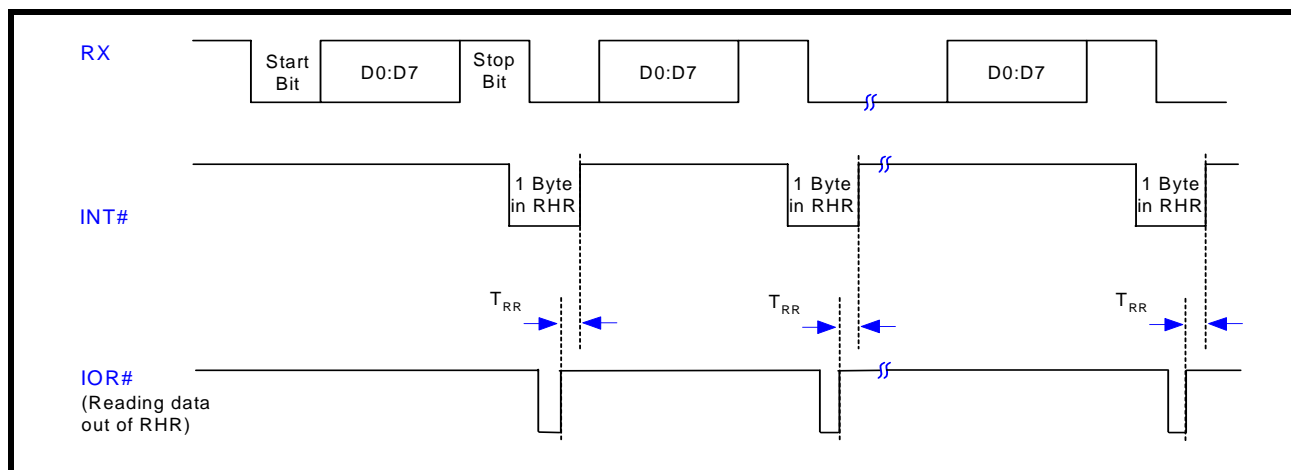 RX
Start
Bit
D0:D7
Stop
Bit
D0:D7
D0:D7
INT#
1 Byte
in RHR
1 Byte
in RHR
1 Byte
in RHR
TRR
TRR
TRR
IOR#
(Reading data
out of RHR)